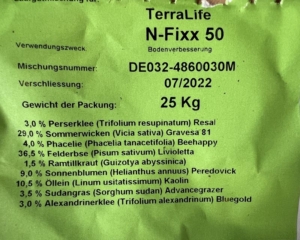 TerraLife
N-Fixx 50
Verwendungszweck: Bodenverbesserung
Mischungsnummer: DE032-4860030M
Verschliessung: 07/2022
Gewicht der Packung: 25 Kg
3,0 % Perserklee (Trifolium resupinatum) Resal
29,0 % Sommerwicken (Vicia sativa) Gravesa 81
4,0 % Phacelie (Phacelia tanacetifolia) Beehappy
36,5 % Felderbse (Pisum sativum) Livioletta
1,5 % Ramtillkraut (Guizotya abyssinica)
9,0 % Sonnenblumen (Helianthus annuus) Peredovick
10,5 % Öllein (Linum usitatissimum) Kaolin
3,5 % Sudangras (Sorghum sudan) Advancegrazer
3,0 % Alexandrinerklee (Trifolium alexandrinum) Bluegold